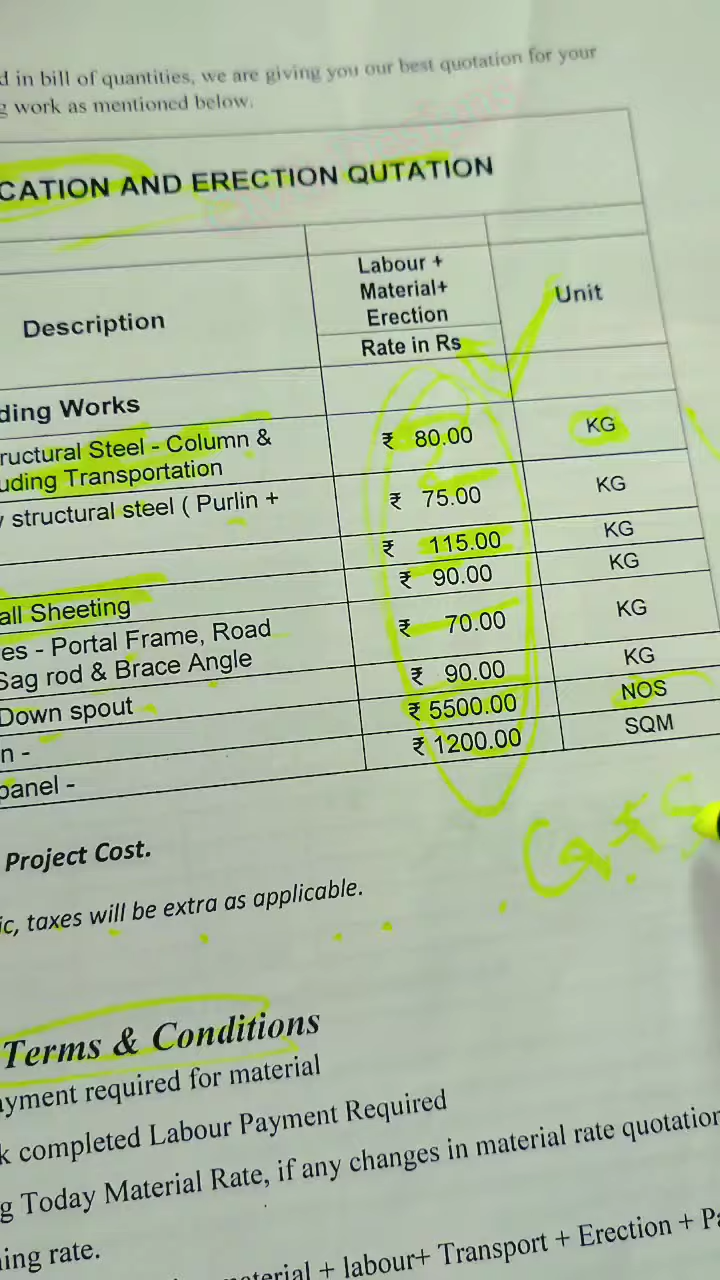 d in bill of quantities, we are giving you our best quotation for your
g work as mentioned below.
CATION AND ERECTION QUTATION
Description
Labour +
Material+
Erection
Rate in Rs
Unit
ding Works
ructural Steel - Column &
uding Transportation
₹ 80.00
KG
structural steel ( Purlin +
₹ 75.00
KG
₹ 115.00
KG
all Sheeting
₹ 90.00
KG
es - Portal Frame, Road
Sag rod & Brace Angle
₹ 70.00
KG
Down spout
₹ 90.00
KG
n -
₹ 5500.00
NOS
panel -
₹ 1200.00
SQM
Project Cost.
ic, taxes will be extra as applicable.
Terms & Conditions
ayment required for material
k completed Labour Payment Required
g Today Material Rate, if any changes in material rate quotation
ing rate.
aterial + labour+ Transport + Erection + Pa